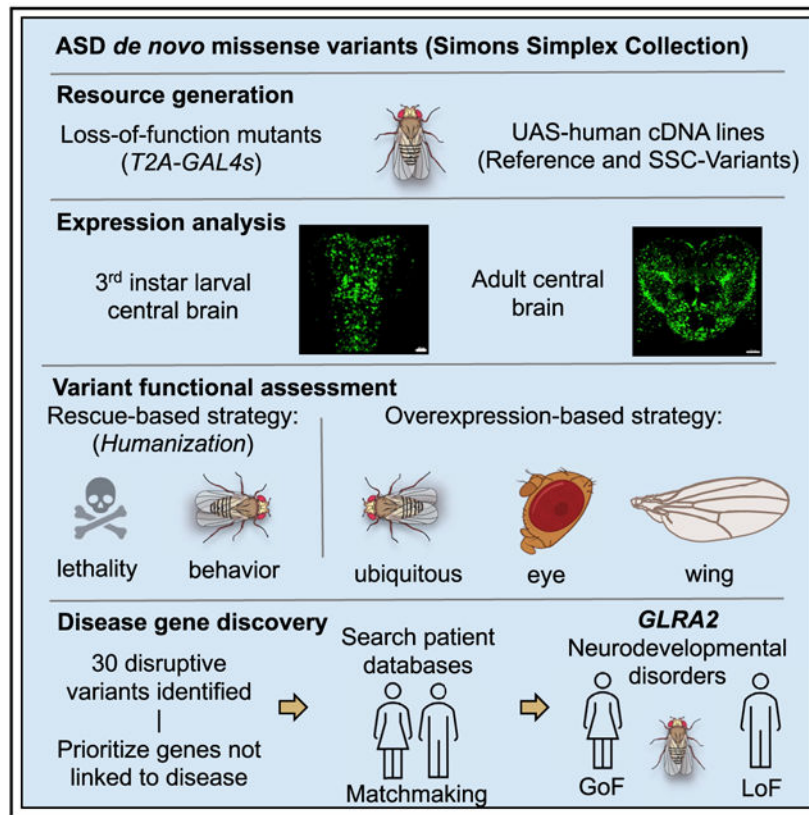 ASD de novo missense variants (Simons Simplex Collection)
Resource generation
Loss-of-function mutants
(T2A-GAL4s)
UAS-human cDNA lines
(Reference and SSC-Variants)
Expression analysis
3rd instar larval
central brain
Adult central
brain
Variant functional assessment
Rescue-based strategy:
(Humanization)
lethality
behavior
Overexpression-based strategy:
ubiquitous
eye
wing
Disease gene discovery
30 disruptive
variants identified
Prioritize genes not
linked to disease
Search patient
databases
Matchmaking
GLRA2
Neurodevelopmental
disorders
GoF
LoF